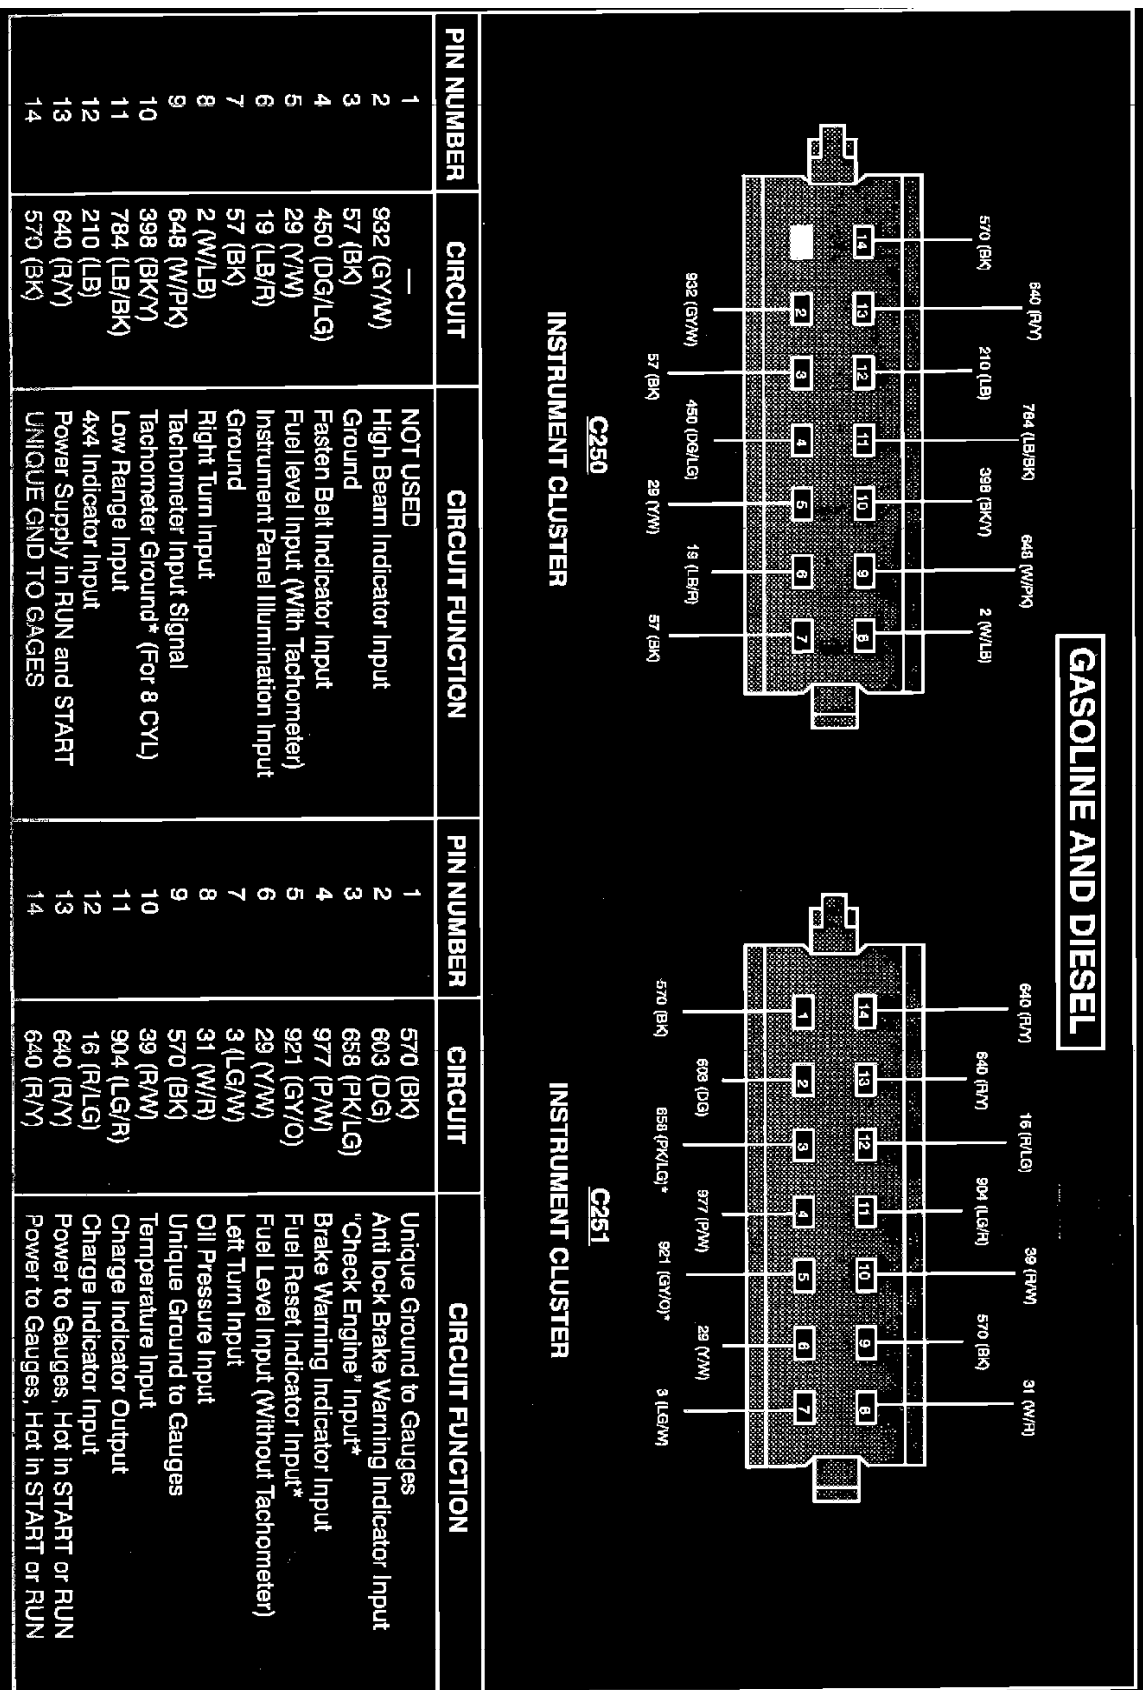 GASOLINE AND DIESEL
570 (BK)
640 (R/Y)
210 (LB)
784 (LB/BK)
398 (BK/Y)
648 (W/PK)
2 (W/LB)
14 13 12 11 10 9 8
2 3 4 5 6 7
932 (GY/W)
57 (BK)
450 (DG/LG)
29 (Y/W)
19 (LB/R)
57 (BK)
C250
INSTRUMENT CLUSTER
640 (R/Y)
640 (R/Y)
16 (R/LG)
904 (LG/R)
39 (R/W)
570 (BK)
31 (W/R)
14 13 12 11 10 9 8
1 2 3 4 5 6 7
570 (BK)
603 (DG)
658 (PK/LG)*
977 (P/W)
921 (GY/O)*
29 (Y/W)
3 (LG/W)
C251
INSTRUMENT CLUSTER
PIN NUMBER CIRCUIT CIRCUIT FUNCTION
1 — NOT USED
2 932 (GY/W) High Beam Indicator Input
3 57 (BK) Ground
4 450 (DG/LG) Fasten Belt Indicator Input
5 29 (Y/W) Fuel level Input (With Tachometer)
6 19 (LB/R) Instrument Panel Illumination Input
7 57 (BK) Ground
8 2 (W/LB) Right Turn Input
9 648 (W/PK) Tachometer Input Signal
10 398 (BK/Y) Tachometer Ground* (For 8 CYL)
11 784 (LB/BK) Low Range Input
12 210 (LB) 4x4 Indicator Input
13 640 (R/Y) Power Supply in RUN and START
14 570 (BK) UNIQUE GND TO GAGES
PIN NUMBER CIRCUIT CIRCUIT FUNCTION
1 570 (BK) Unique Ground to Gauges
2 603 (DG) Anti lock Brake Warning Indicator Input
3 658 (PK/LG) "Check Engine" Input*
4 977 (P/W) Brake Warning Indicator Input
5 921 (GY/O) Fuel Reset Indicator Input*
6 29 (Y/W) Fuel Level Input (Without Tachometer)
7 3 (LG/W) Left Turn Input
8 31 (W/R) Oil Pressure Input
9 570 (BK) Unique Ground to Gauges
10 39 (R/W) Temperature Input
11 904 (LG/R) Charge Indicator Output
12 16 (R/LG) Charge Indicator Input
13 640 (R/Y) Power to Gauges, Hot in START or RUN
14 640 (R/Y) Power to Gauges, Hot in START or RUN